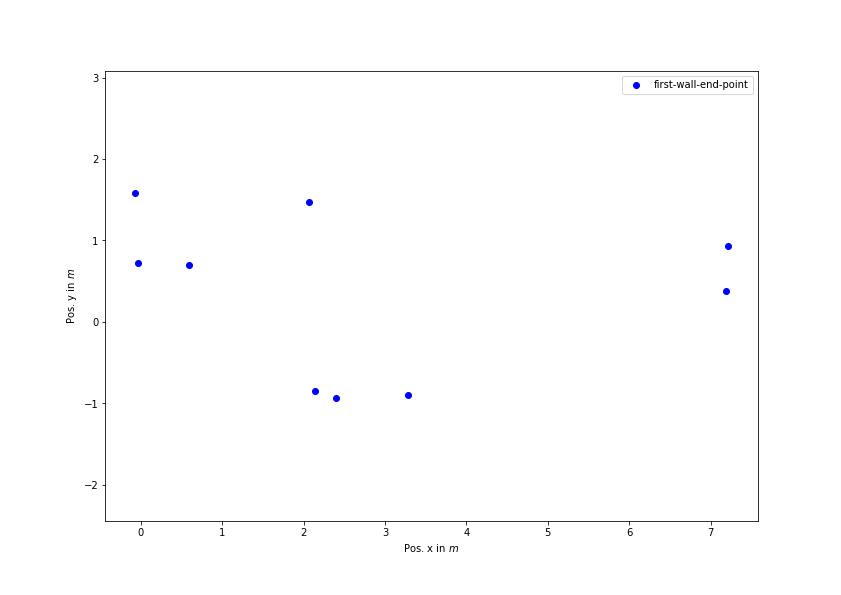 first-wall-end-point
3
2
1
0
−1
−2
Pos. y in m
0 1 2 3 4 5 6 7
Pos. x in m